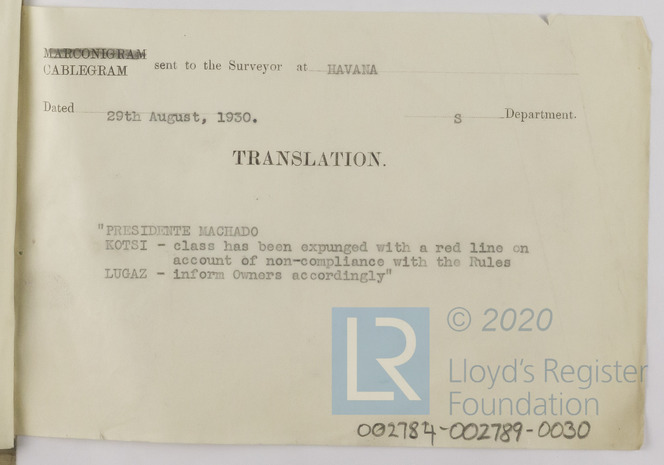 MARCONIGRAM
CABLEGRAM sent to the Surveyor at HAVANA
Dated 29th August, 1930. S Department.
TRANSLATION.
"PRESIDENTE MACHADO
KOTSI - class has been expunged with a red line on
account of non-compliance with the Rules
LUGAZ - inform Owners accordingly"
LR
© 2020
Lloyd's Register
Foundation
002784-002789-0030